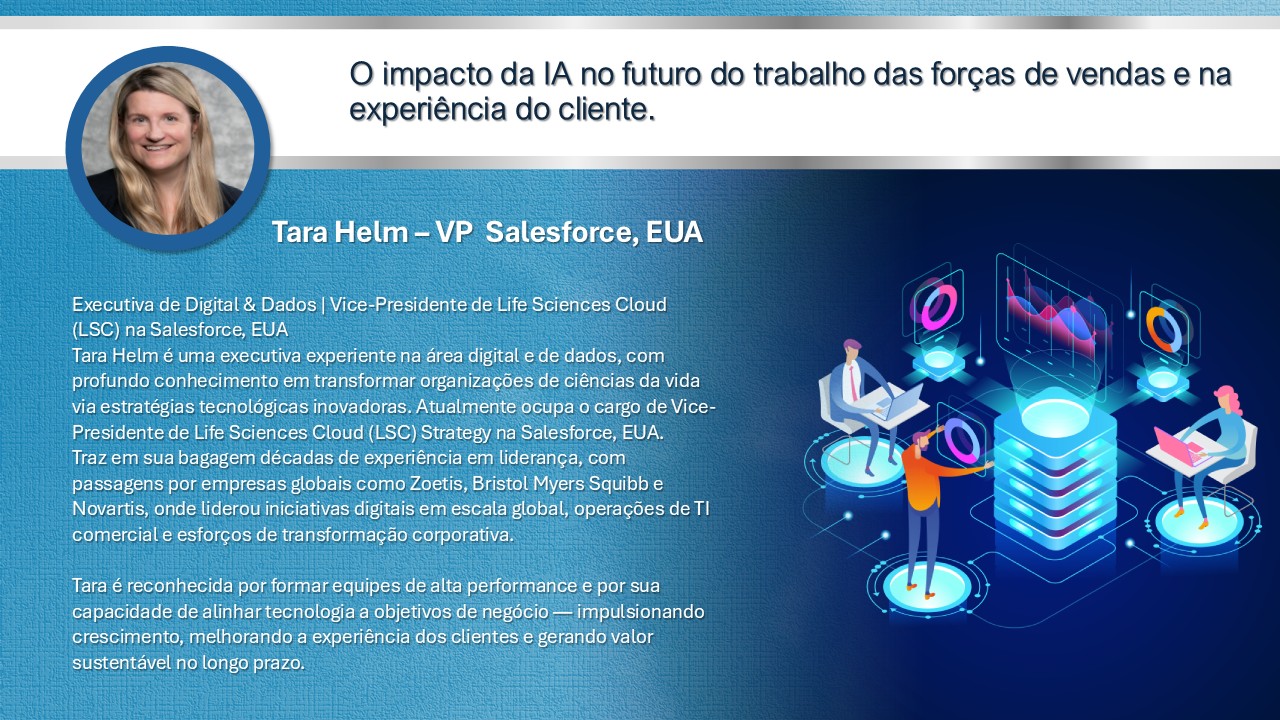 O impacto da IA no futuro do trabalho das forças de vendas e na
experiência do cliente.
Tara Helm – VP  Salesforce, EUA
Executiva de Digital & Dados | Vice-Presidente de Life Sciences Cloud
(LSC) na Salesforce, EUA
Tara Helm é uma executiva experiente na área digital e de dados, com
profundo conhecimento em transformar organizações de ciências da vida
via estratégias tecnológicas inovadoras. Atualmente ocupa o cargo de Vice-
Presidente de Life Sciences Cloud (LSC) Strategy na Salesforce, EUA.
Traz em sua bagagem décadas de experiência em liderança, com
passagens por empresas globais como Zoetis, Bristol Myers Squibb e
Novartis, onde liderou iniciativas digitais em escala global, operações de TI
comercial e esforços de transformação corporativa.
Tara é reconhecida por formar equipes de alta performance e por sua
capacidade de alinhar tecnologia a objetivos de negócio — impulsionando
crescimento, melhorando a experiência dos clientes e gerando valor
sustentável no longo prazo.